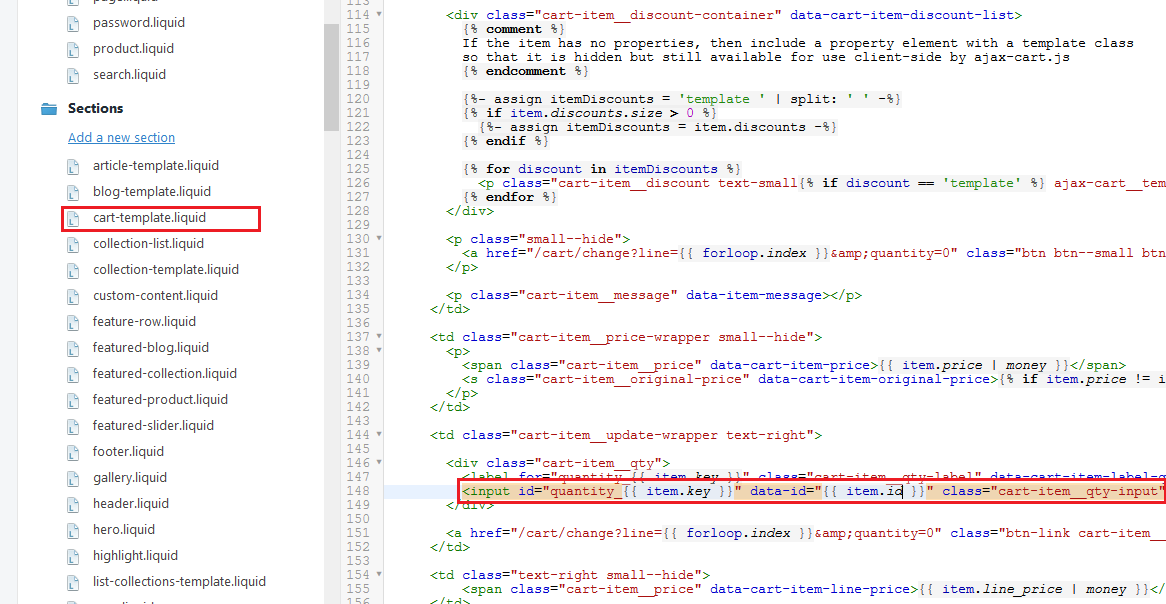 pagina.liquid
password.liquid
product.liquid
search.liquid
Sections
Add a new section
article-template.liquid
blog-template.liquid
cart-template.liquid
collection-list.liquid
collection-template.liquid
custom-content.liquid
feature-row.liquid
featured-blog.liquid
featured-collection.liquid
featured-product.liquid
featured-slider.liquid
footer.liquid
gallery.liquid
header.liquid
hero.liquid
highlight.liquid
list-collections-template.liquid
113
114 <div class="cart-item__discount-container" data-cart-item-discount-list>
115 {% comment %}
116 If the item has no properties, then include a property element with a template class
117 so that it is hidden but still available for use client-side by ajax-cart.js
118 {% endcomment %}
119
120 {%- assign itemDiscounts = 'template ' | split: ' ' -%}
121 {% if item.discounts.size > 0 %}
122 {%- assign itemDiscounts = item.discounts -%}
123 {% endif %}
124
125 {% for discount in itemDiscounts %}
126 <p class="cart-item__discount text-small{% if discount == 'template' %} ajax-cart__tem
127 {% endfor %}
128 </div>
129
130 <p class="small--hide">
131 <a href="/cart/change?line={{ forloop.index }}&amp;quantity=0" class="btn btn--small btn
132 </p>
133
134 <p class="cart-item__message" data-item-message></p>
135 </td>
136
137 <td class="cart-item__price-wrapper small--hide">
138 <p>
139 <span class="cart-item__price" data-cart-item-price>{{ item.price | money }}</span>
140 <s class="cart-item__original-price" data-cart-item-original-price>{% if item.price != i
141 </p>
142 </td>
143
144 <td class="cart-item__update-wrapper text-right">
145
146 <div class="cart-item__qty">
147 <label for="quantity_{{ item.key }}" class="cart-item__qty-label" data-cart-item-label-q
148 <input id="quantity_{{ item.key }}" data-id="{{ item.id }}" class="cart-item__qty-input"
149 </div>
150
151 <a href="/cart/change?line={{ forloop.index }}&amp;quantity=0" class="btn-link cart-item__
152 </td>
153
154 <td class="text-right small--hide">
155 <span class="cart-item__price" data-cart-item-line-price>{{ item.line_price | money }}</
156 </td>